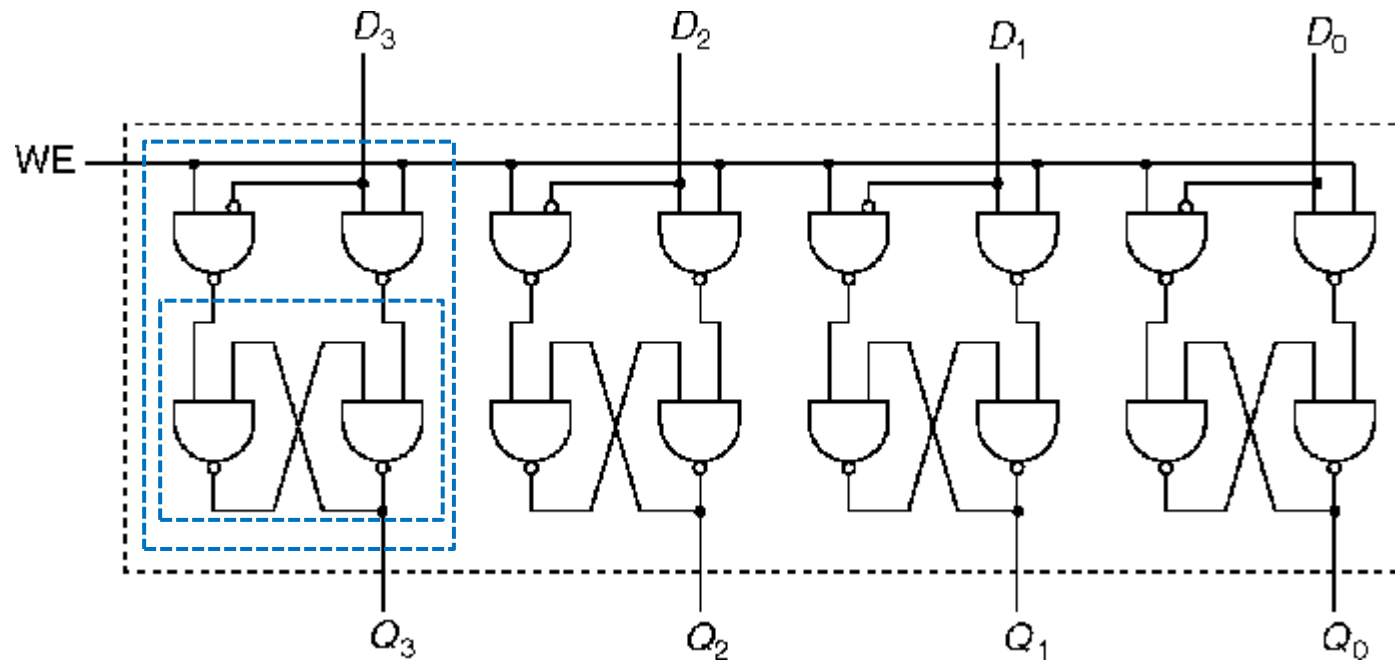 D₃ D₂ D₁ D₀
WE
Q₃ Q₂ Q₁ Q₀